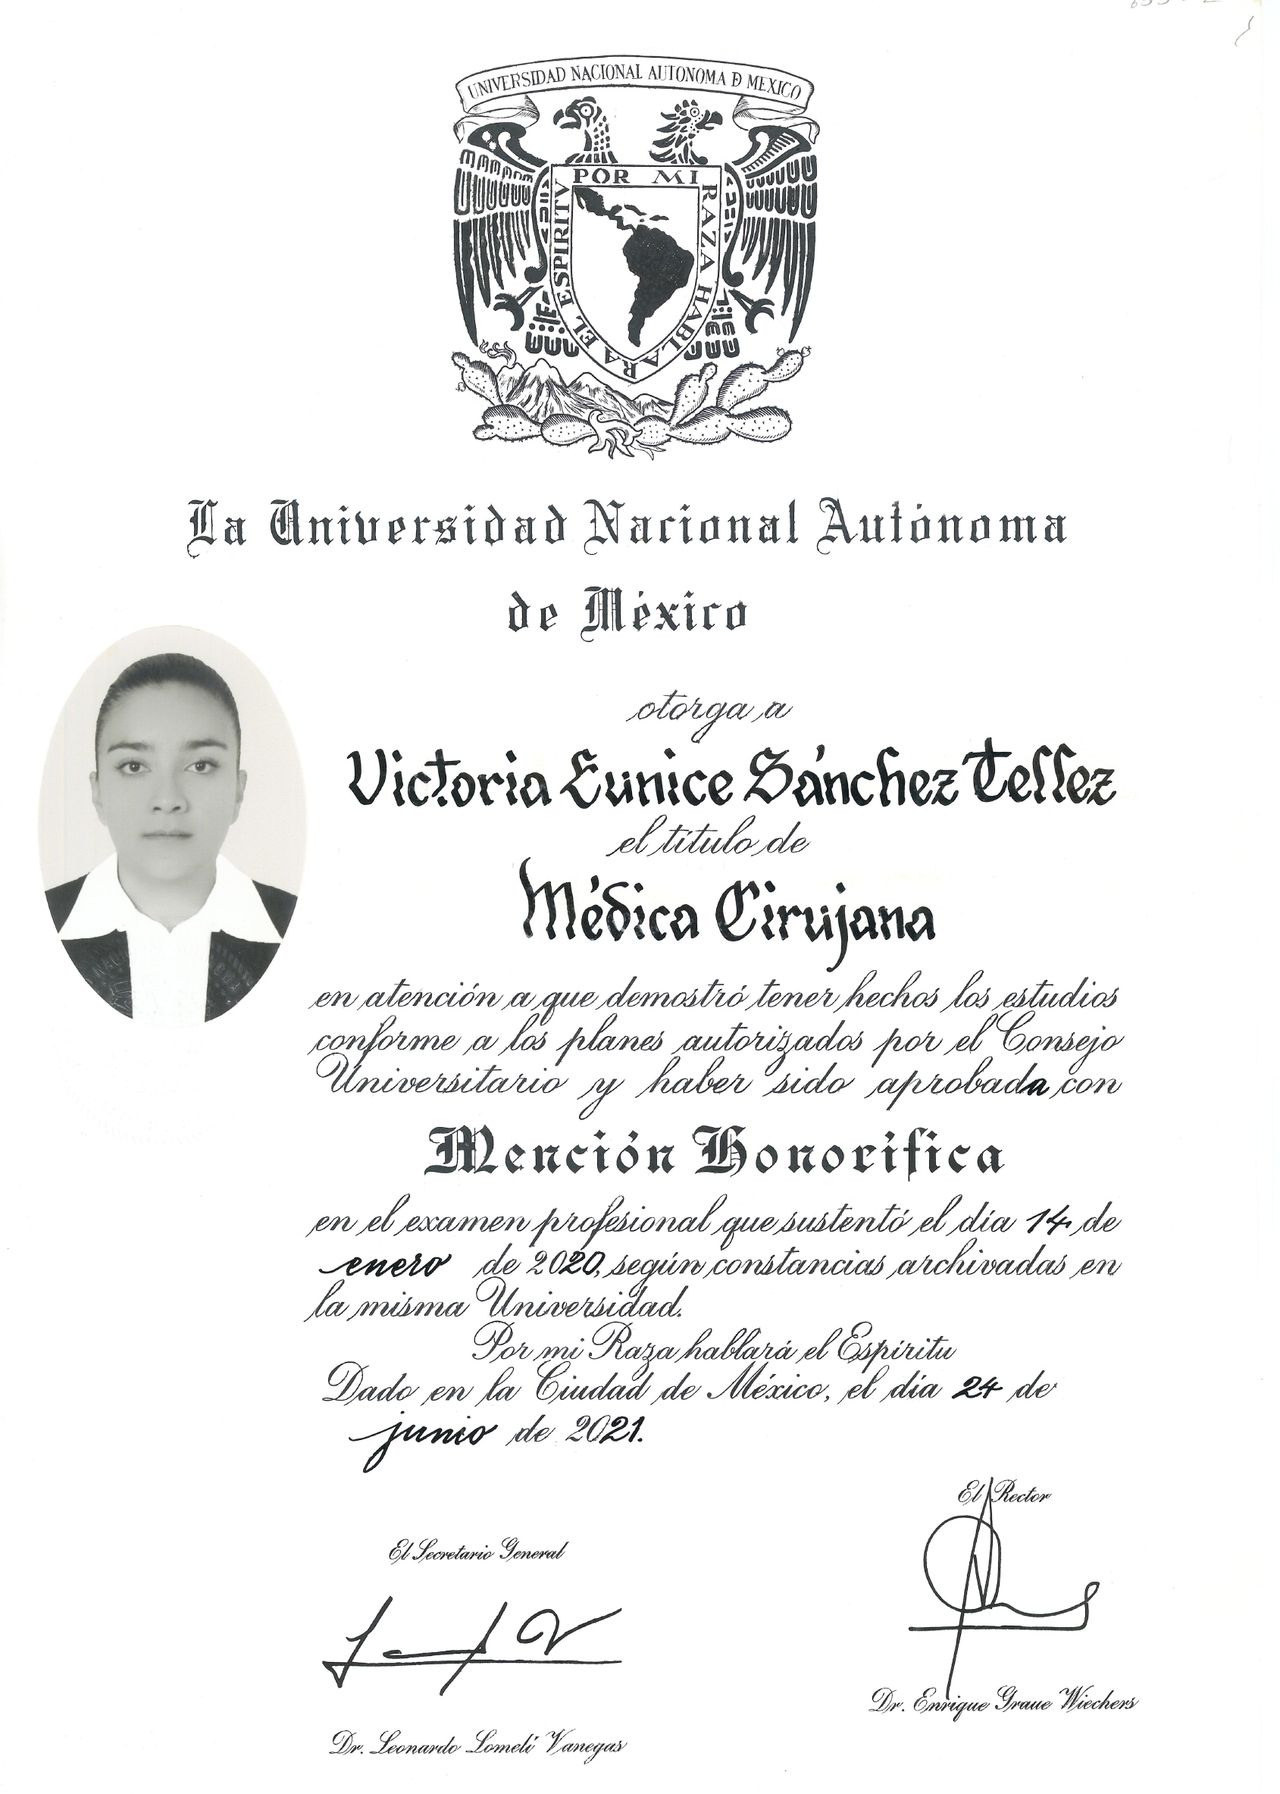 UNIVERSIDAD NACIONAL AUTONOMA D MEXICO
POR MI RAZA HABLARA EL ESPIRITV
La Universidad Nacional Autónoma
de México
otorga a
Victoria Eunice Sánchez Tellez
el título de
Médica Cirujana
en atención a que demostró tener hechos los estudios
conforme a los planes autorizados por el Consejo
Universitario y haber sido aprobada con
Mención Honorífica
en el examen profesional que sustentó el día 14 de
enero de 2020, según constancias archivadas en
la misma Universidad.
Por mi Raza hablará el Espíritu
Dado en la Ciudad de México, el día 24 de
junio de 2021.
El Rector
El Secretario General
Dr. Enrique Graue Wiechers
Dr. Leonardo Lomelí Vanegas